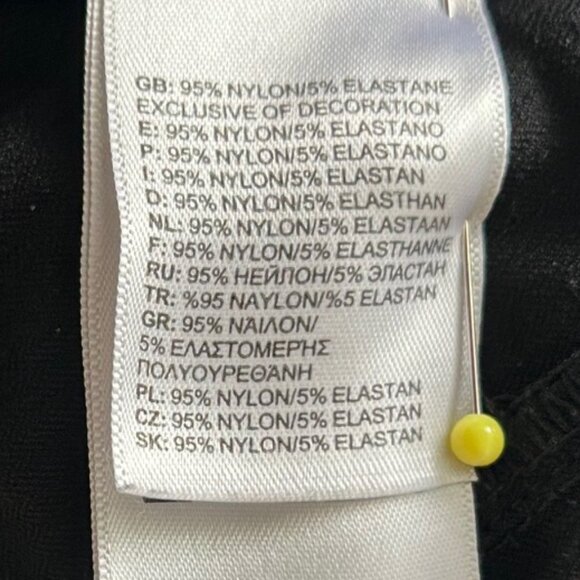 GB: 95% NYLON/5% ELASTANE
EXCLUSIVE OF DECORATION
E: 95% NYLON/5% ELASTANO
P: 95% NYLON/5% ELASTANO
I: 95% NYLON/5% ELASTAN
D: 95% NYLON/5% ELASTHAN
NL: 95% NYLON/5% ELASTAAN
F: 95% NYLON/5% ELASTHANNE
RU: 95% НЕЙЛОН/5% ЭЛАСТАН
TR: %95 NAYLON/%5 ELASTAN
GR: 95% ΝΆΙΛΟΝ/
5% ΕΛΑΣΤΟΜΕΡΉΣ
ΠΟΛΥΟΥΡΕΘΆΝΗ
PL: 95% NYLON/5% ELASTAN
CZ: 95% NYLON/5% ELASTAN
SK: 95% NYLON/5% ELASTAN